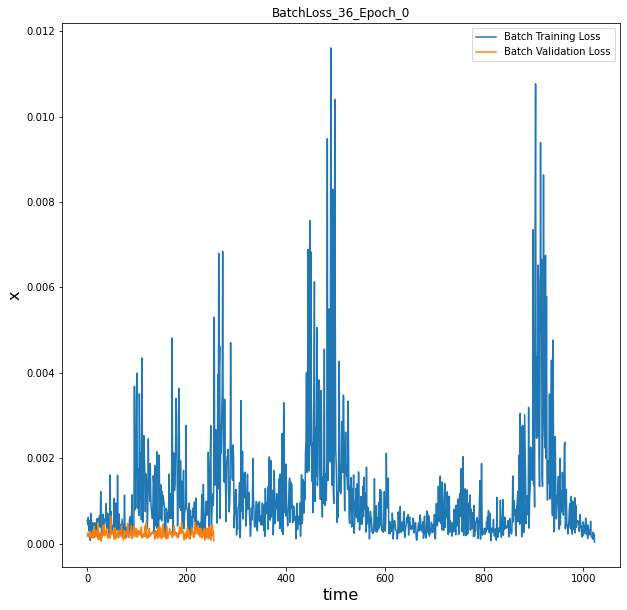 BatchLoss_36_Epoch_0
Batch Training Loss
Batch Validation Loss
0.012
0.010
0.008
0.006
0.004
0.002
0.000
x
0 200 400 600 800 1000
time